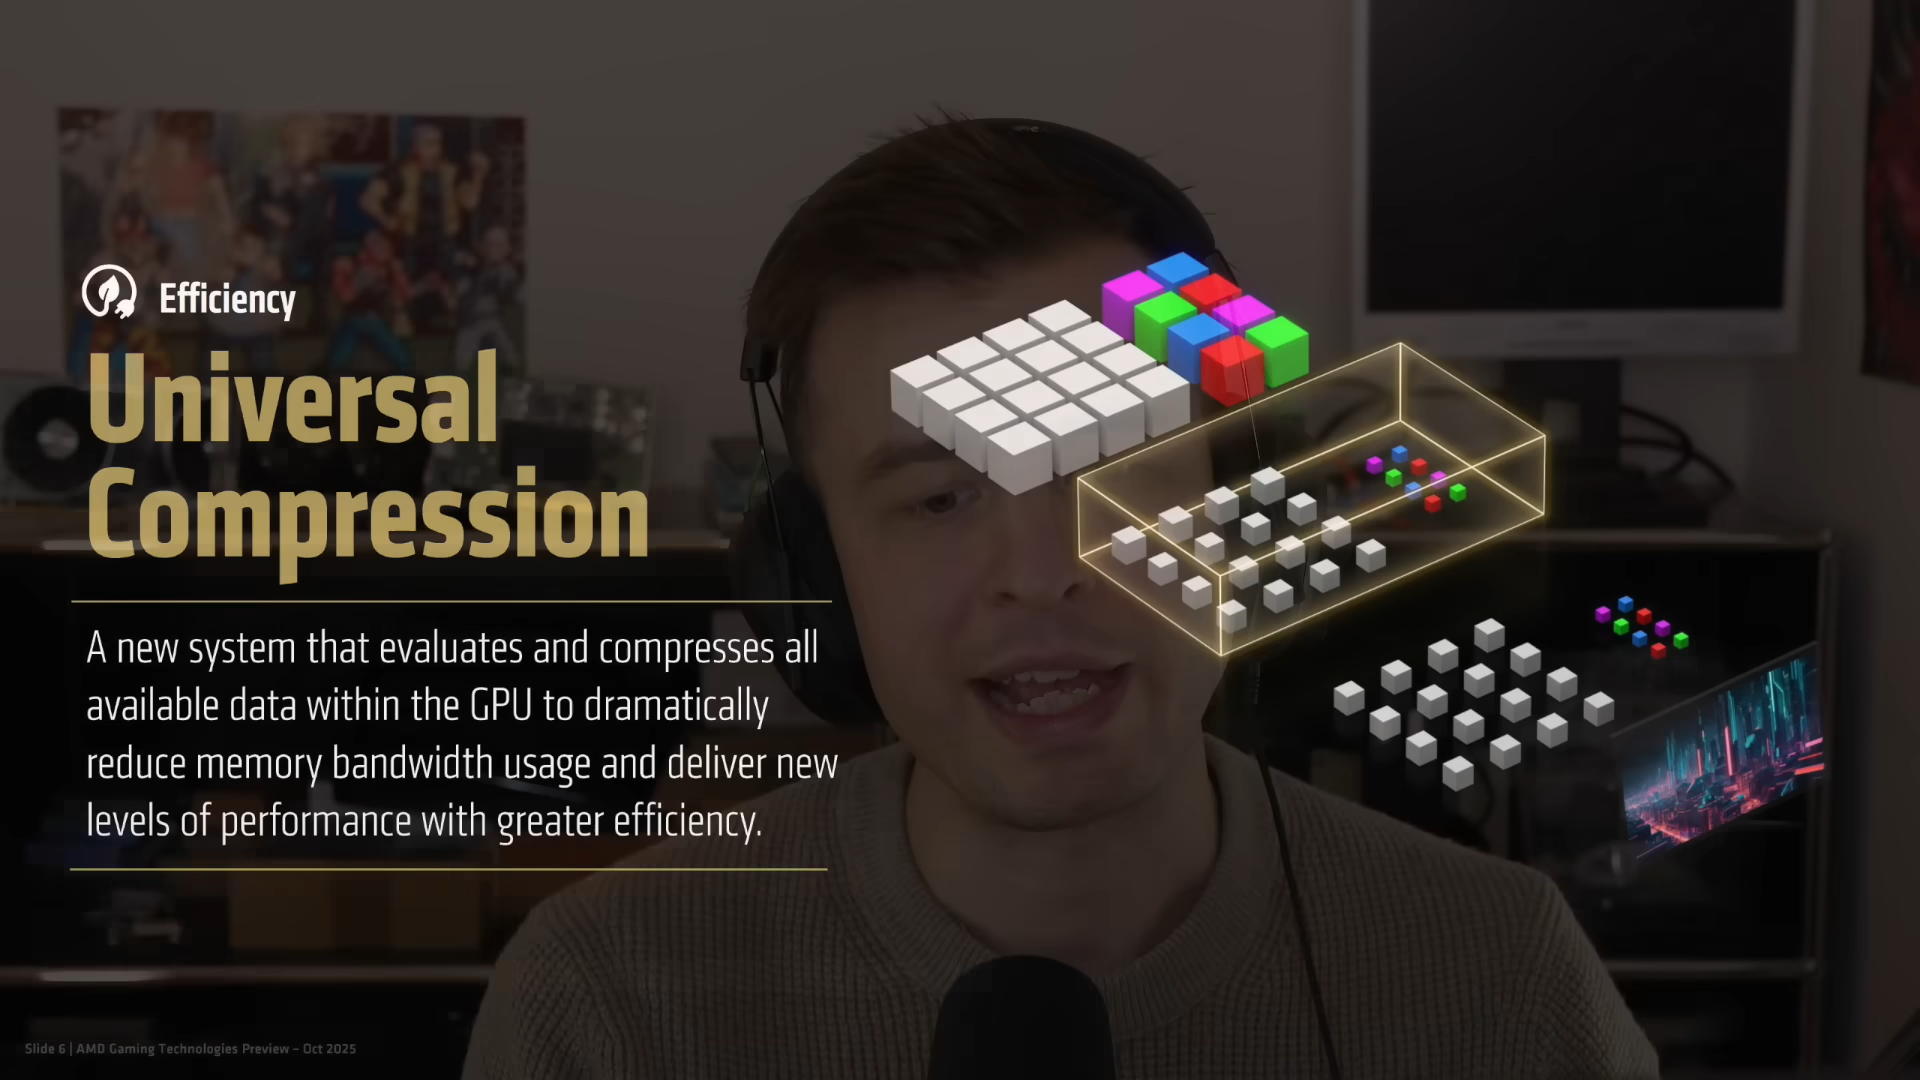 Efficiency
Universal
Compression
A new system that evaluates and compresses all
available data within the GPU to dramatically
reduce memory bandwidth usage and deliver new
levels of performance with greater efficiency.
Slide 6 | AMD Gaming Technologies Preview – Oct 2025